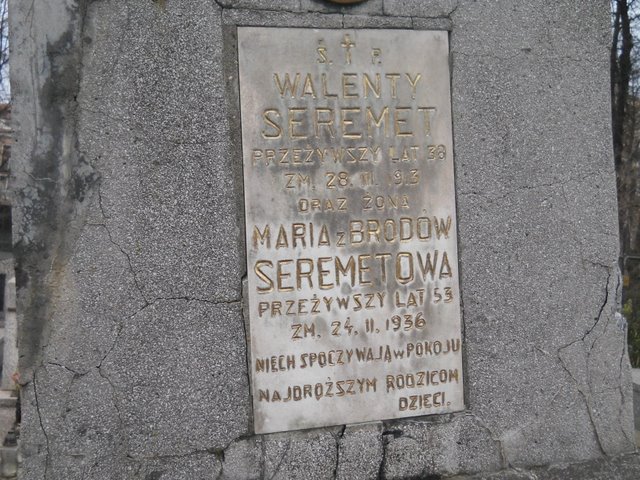 Ś. † P.
WALENTY
SEREMET
PRZEŻYWSZY LAT 38
ZM. 28.
ORAZ ŻONA
MARIA z BRODÓW
SEREMETOWA
PRZEŻYWSZY LAT 53
ZM. 24. II. 1936
NIECH SPOCZYWAJĄ W POKOJU
NAJDROŻSZYM RODZICOM
DZIECI.